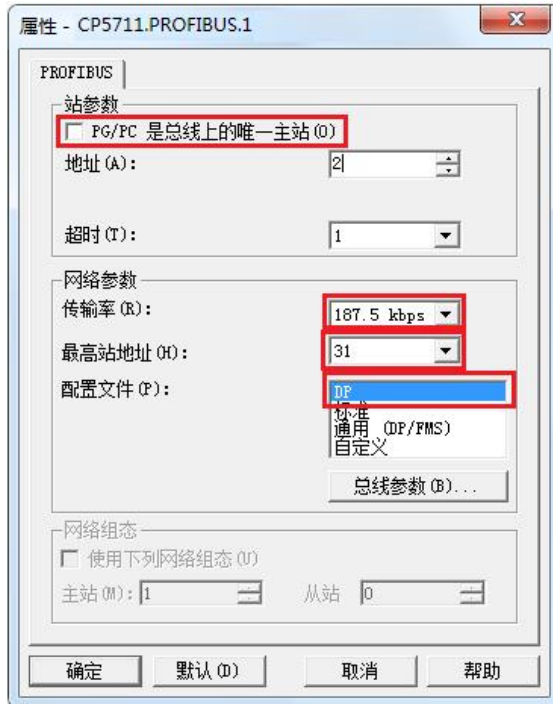 属性 - CP5711.PROFIBUS.1
PROFIBUS
站参数
PG/PC 是总线上的唯一主站(O)
地址(A):
2
超时(T):
1
网络参数
传输率(R):
187.5 kbps
最高站地址(H):
31
配置文件(P):
DP
标准
通用 (DP/FMS)
自定义
总线参数(B)...
网络组态
使用下列网络组态(U)
主站(M): 1 从站 0
确定 默认(D) 取消 帮助